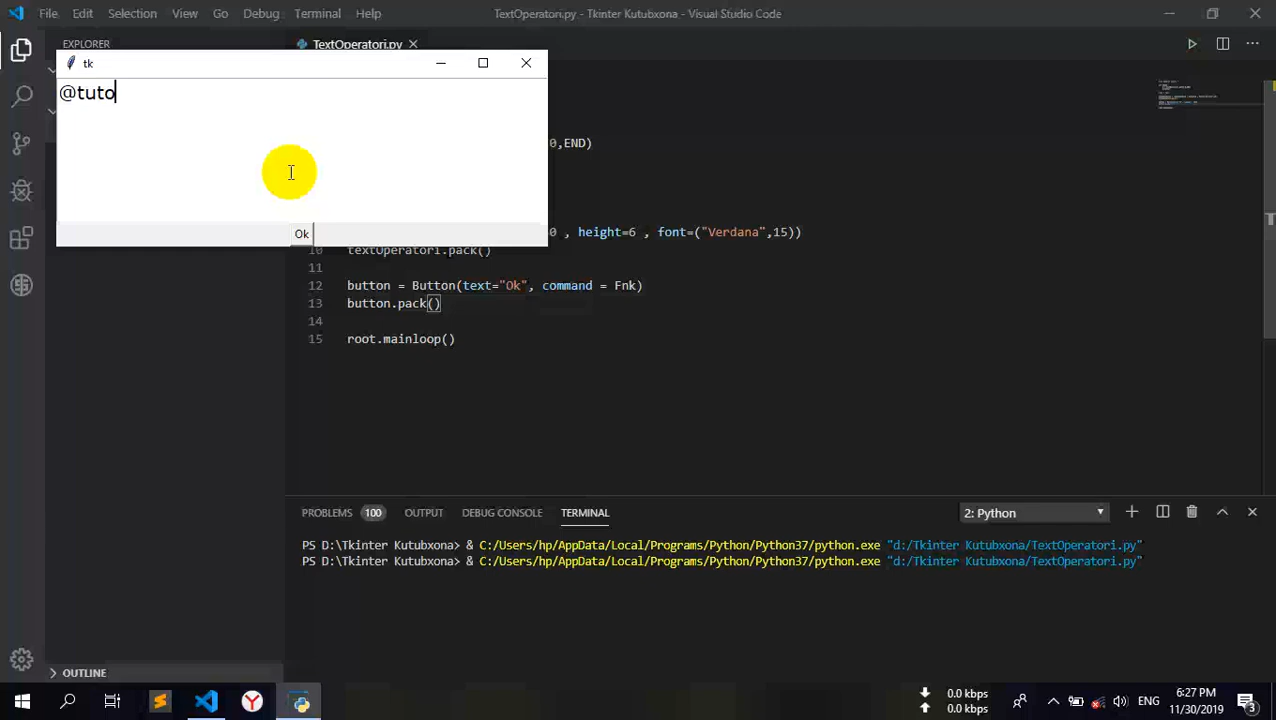 File Edit Selection View Go Debug Terminal Help
TextOperatori.py - Tkinter Kutubxona - Visual Studio Code
EXPLORER
TextOperatori.py
tk
@tuto
Ok
0,END)
0 , height=6 , font=("Verdana",15))
10 textOperatori.pack()
11
12 button = Button(text="Ok", command = Fnk)
13 button.pack()
14
15 root.mainloop()
PROBLEMS 100 OUTPUT DEBUG CONSOLE TERMINAL
2: Python
PS D:\Tkinter Kutubxona> & C:/Users/hp/AppData/Local/Programs/Python/Python37/python.exe "d:/Tkinter Kutubxona/TextOperatori.py"
PS D:\Tkinter Kutubxona> & C:/Users/hp/AppData/Local/Programs/Python/Python37/python.exe "d:/Tkinter Kutubxona/TextOperatori.py"
OUTLINE
0.0 kbps
0.0 kbps
ENG
6:27 PM
11/30/2019
3